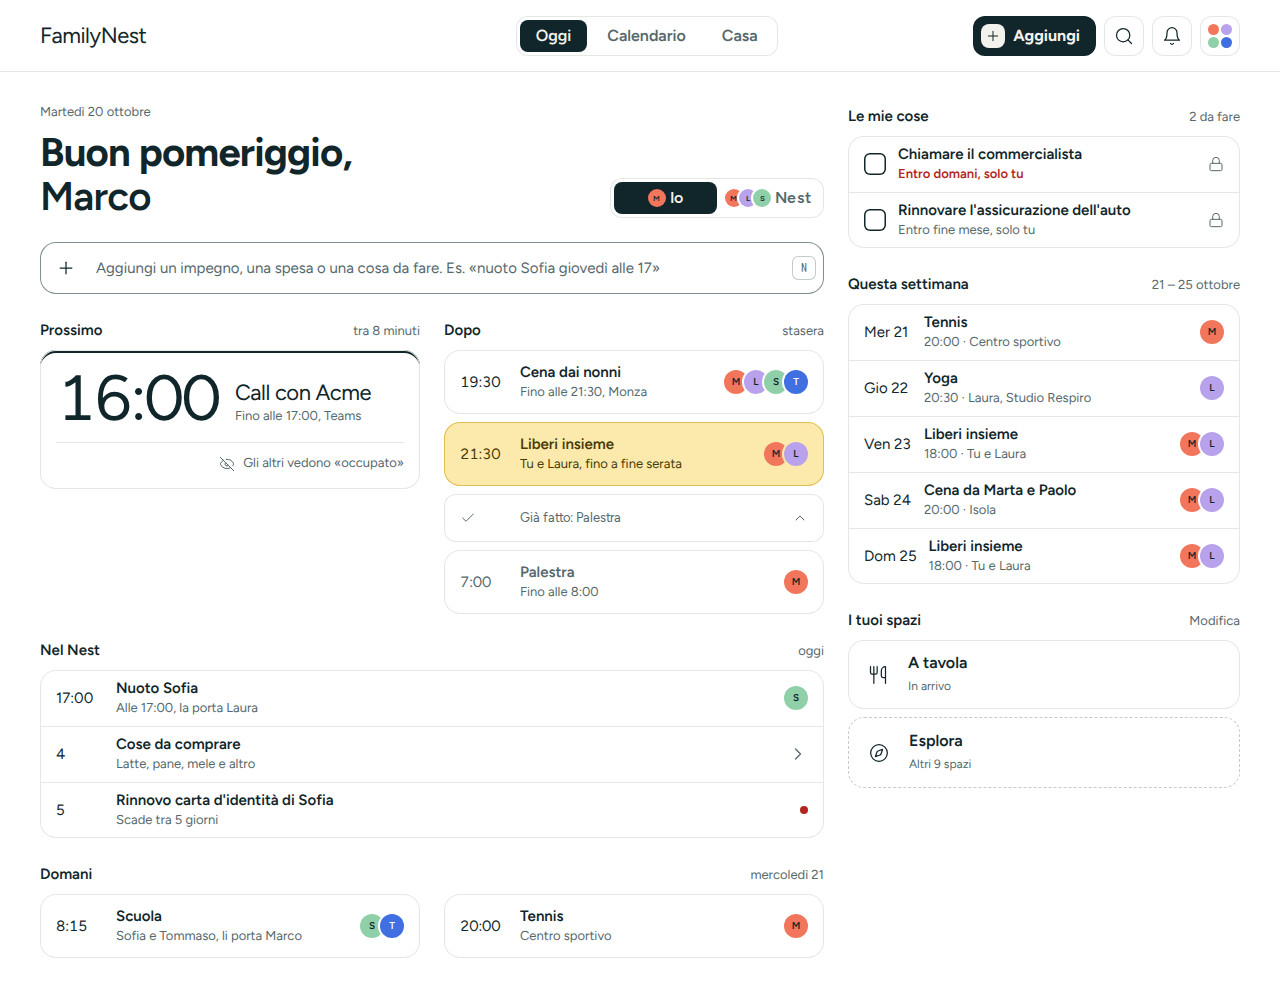 FamilyNest
Oggi
Calendario
Casa
Aggiungi
Martedì 20 ottobre
Buon pomeriggio,
Marco
M Io
M L S Nest
Aggiungi un impegno, una spesa o una cosa da fare. Es. «nuoto Sofia giovedì alle 17»
N
Prossimo
tra 8 minuti
16:00
Call con Acme
Fino alle 17:00, Teams
Gli altri vedono «occupato»
Dopo
stasera
19:30
Cena dai nonni
Fino alle 21:30, Monza
M L S T
21:30
Liberi insieme
Tu e Laura, fino a fine serata
M L
Già fatto: Palestra
7:00
Palestra
Fino alle 8:00
M
Nel Nest
oggi
17:00
Nuoto Sofia
Alle 17:00, la porta Laura
S
4
Cose da comprare
Latte, pane, mele e altro
5
Rinnovo carta d'identità di Sofia
Scade tra 5 giorni
Domani
mercoledì 21
8:15
Scuola
Sofia e Tommaso, li porta Marco
S T
20:00
Tennis
Centro sportivo
M
Le mie cose
2 da fare
Chiamare il commercialista
Entro domani, solo tu
Rinnovare l'assicurazione dell'auto
Entro fine mese, solo tu
Questa settimana
21 – 25 ottobre
Mer 21
Tennis
20:00 · Centro sportivo
M
Gio 22
Yoga
20:30 · Laura, Studio Respiro
L
Ven 23
Liberi insieme
18:00 · Tu e Laura
M L
Sab 24
Cena da Marta e Paolo
20:00 · Isola
M L
Dom 25
Liberi insieme
18:00 · Tu e Laura
M L
I tuoi spazi
Modifica
A tavola
In arrivo
Esplora
Altri 9 spazi